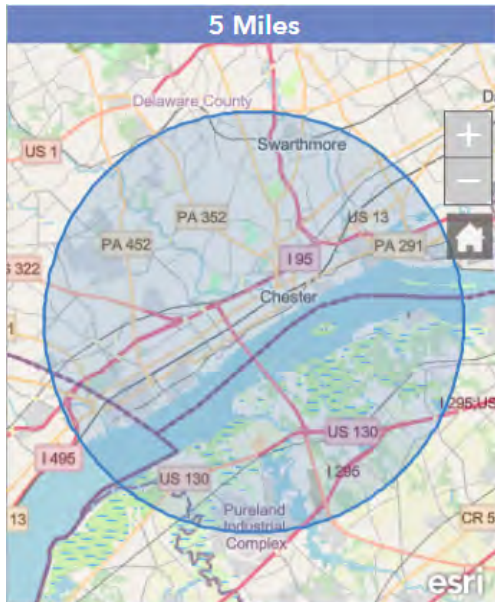 5 Miles
Delaware County
Swarthmore
US 1
PA 352
US 13
PA 452
PA 291
I 95
322
Chester
I 295
US 130
I 495
US 130
I 295
13
Pureland
Industrial
Complex
CR 5
esri